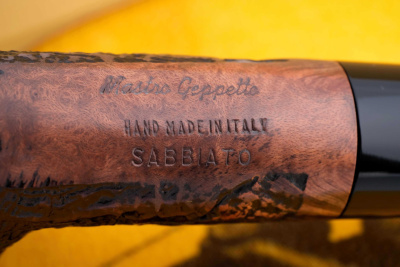 Mastro Geppetto
HAND MADE IN ITALY
SABBIATO